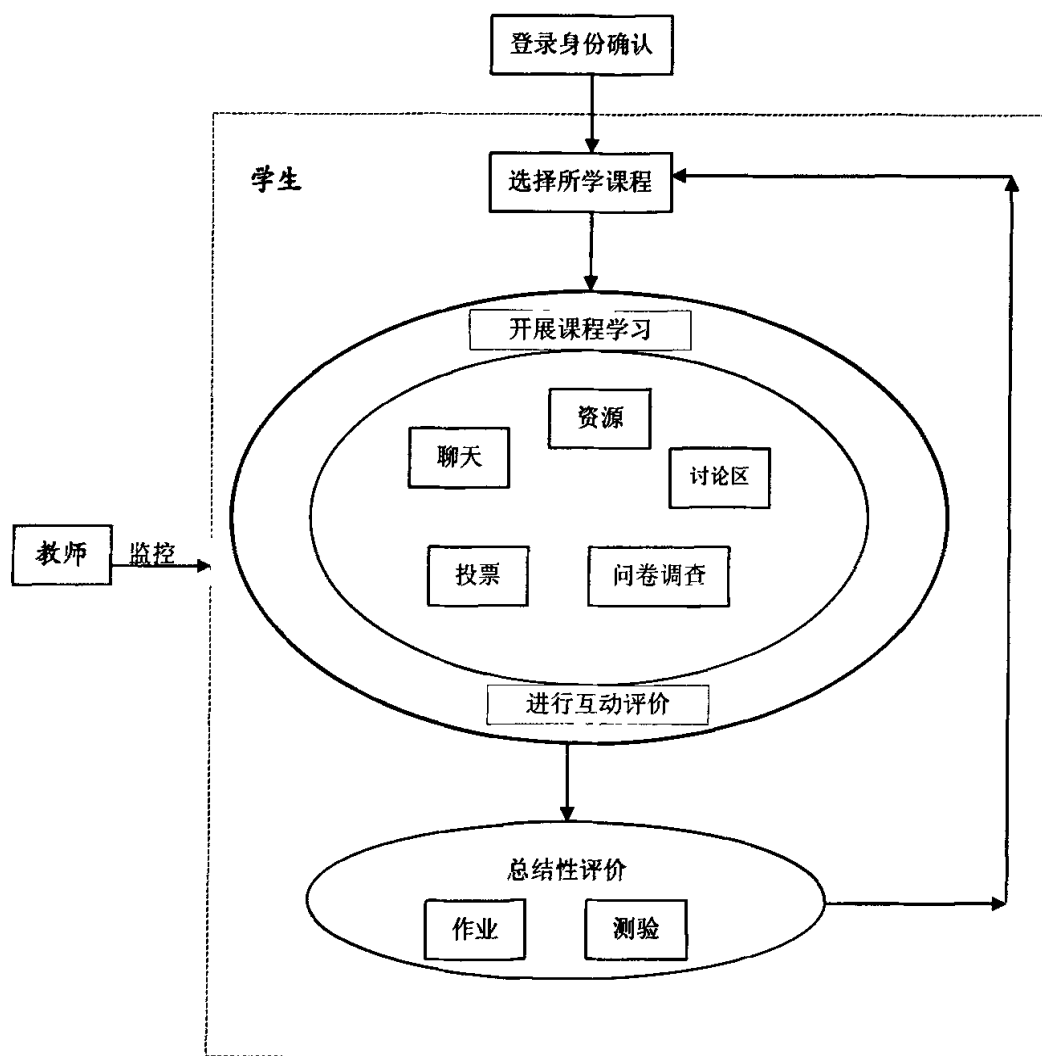 登录身份确认
学生
选择所学课程
开展课程学习
资源
聊天
讨论区
教师
监控
投票
问卷调查
进行互动评价
总结性评价
作业
测验